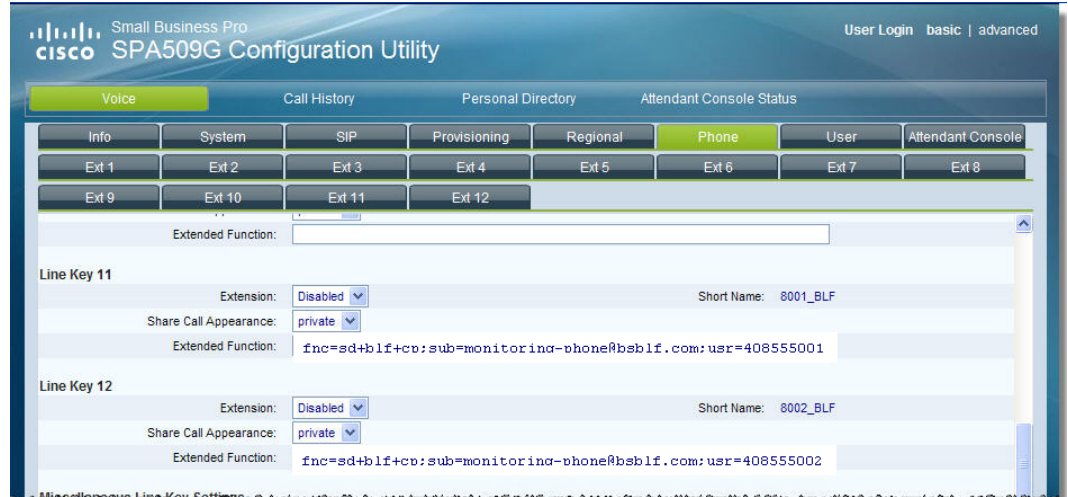 Small Business Pro
CISCO SPA509G Configuration Utility
User Login basic | advanced
Voice Call History Personal Directory Attendant Console Status
Info System SIP Provisioning Regional Phone User Attendant Console
Ext 1 Ext 2 Ext 3 Ext 4 Ext 5 Ext 6 Ext 7 Ext 8
Ext 9 Ext 10 Ext 11 Ext 12
Extended Function:
Line Key 11
Extension: Disabled Short Name: 8001_BLF
Share Call Appearance: private
Extended Function: fnc=sd+blf+cp;sub=monitoring-phone@bsblf.com;usr=408555001
Line Key 12
Extension: Disabled Short Name: 8002_BLF
Share Call Appearance: private
Extended Function: fnc=sd+blf+cp;sub=monitoring-phone@bsblf.com;usr=408555002
Miscellaneous Line Key Settings